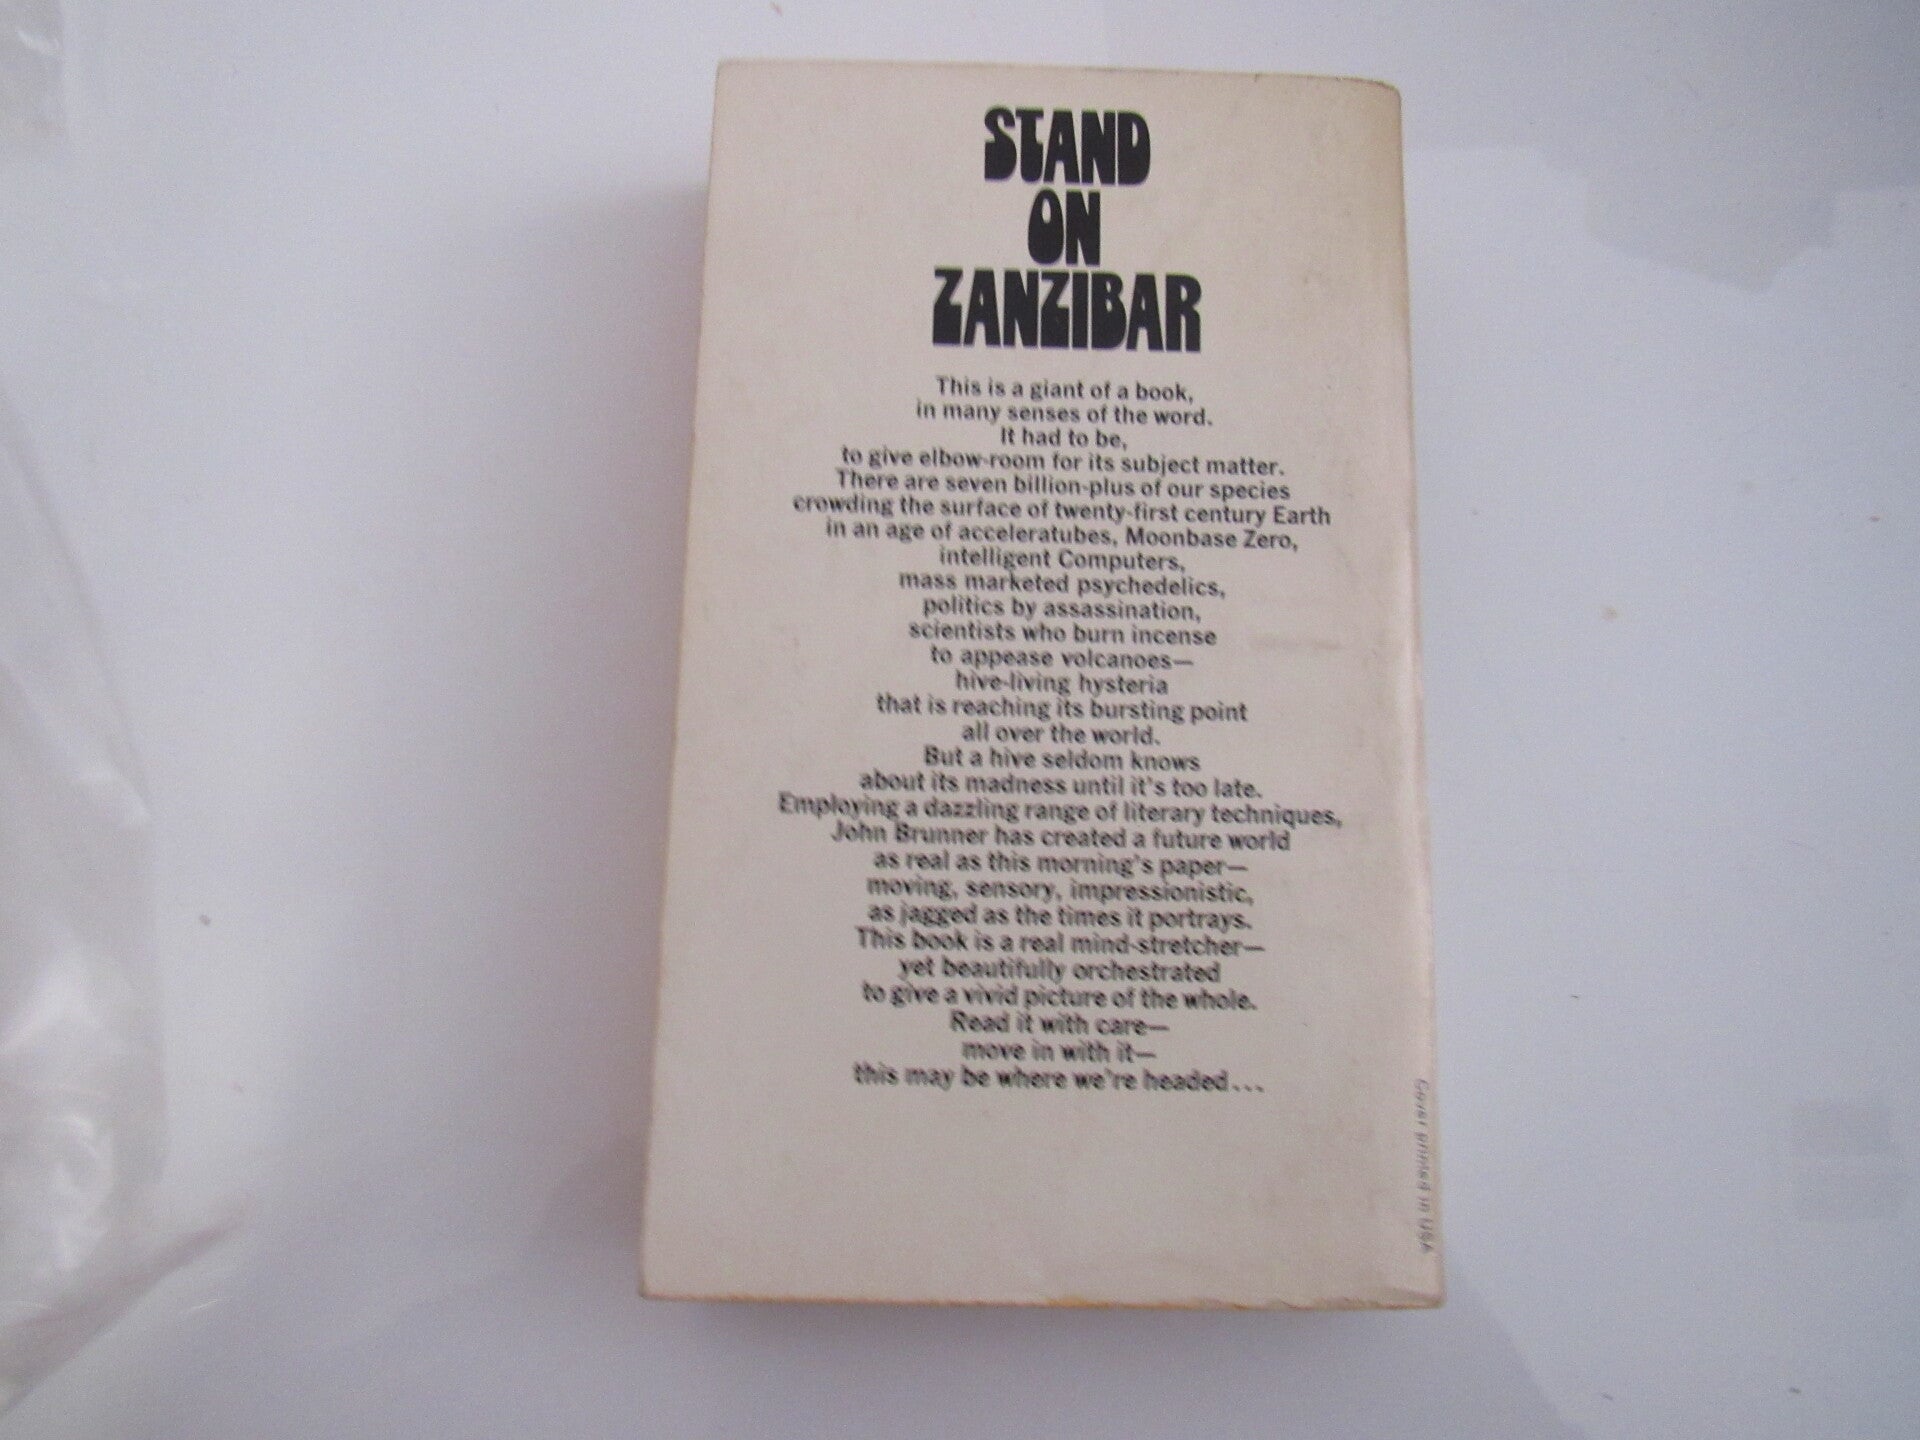 STAND
ON
ZANZIBAR
This is a giant of a book,
in many senses of the word.
It had to be,
to give elbow-room for its subject matter.
There are seven billion-plus of our species
crowding the surface of twenty-first century Earth
in an age of acceleratubes, Moonbase Zero,
intelligent Computers,
mass marketed psychedelics,
politics by assassination,
scientists who burn incense
to appease volcanoes—
hive-living hysteria
that is reaching its bursting point
all over the world.
But a hive seldom knows
about its madness until it's too late.
Employing a dazzling range of literary techniques,
John Brunner has created a future world
as real as this morning's paper—
moving, sensory, impressionistic,
as jagged as the times it portrays.
This book is a real mind-stretcher—
yet beautifully orchestrated
to give a vivid picture of the whole.
Read it with care—
move in with it—
this may be where we're headed...
Cover printed in USA